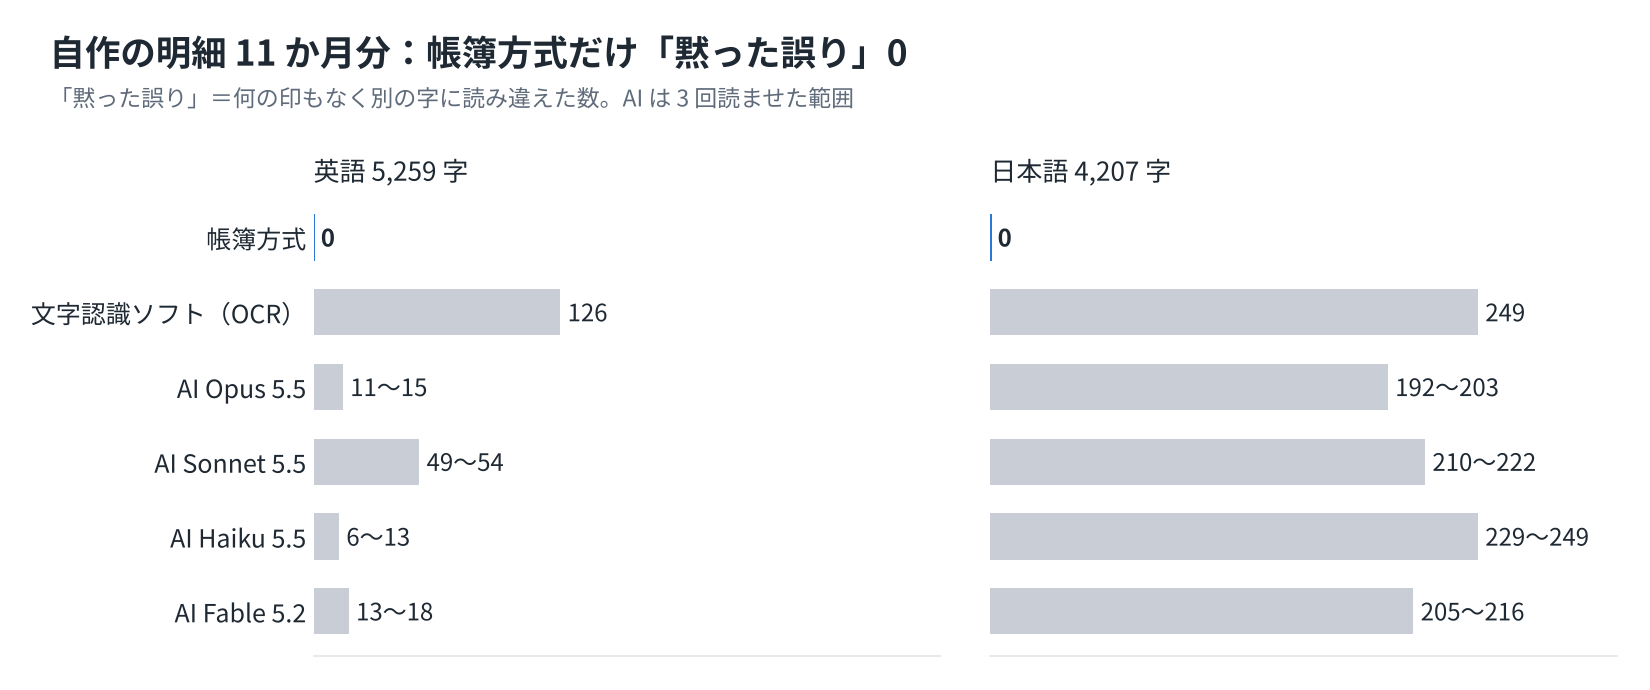 自作の明細 11 か月分：帳簿方式だけ「黙った誤り」0
「黙った誤り」＝何の印もなく別の字に読み違えた数。AI は 3 回読ませた範囲
英語 5,259 字
日本語 4,207 字
帳簿方式 0 0
文字認識ソフト（OCR） 126 249
AI Opus 5.5 11〜15 192〜203
AI Sonnet 5.5 49〜54 210〜222
AI Haiku 5.5 6〜13 229〜249
AI Fable 5.2 13〜18 205〜216